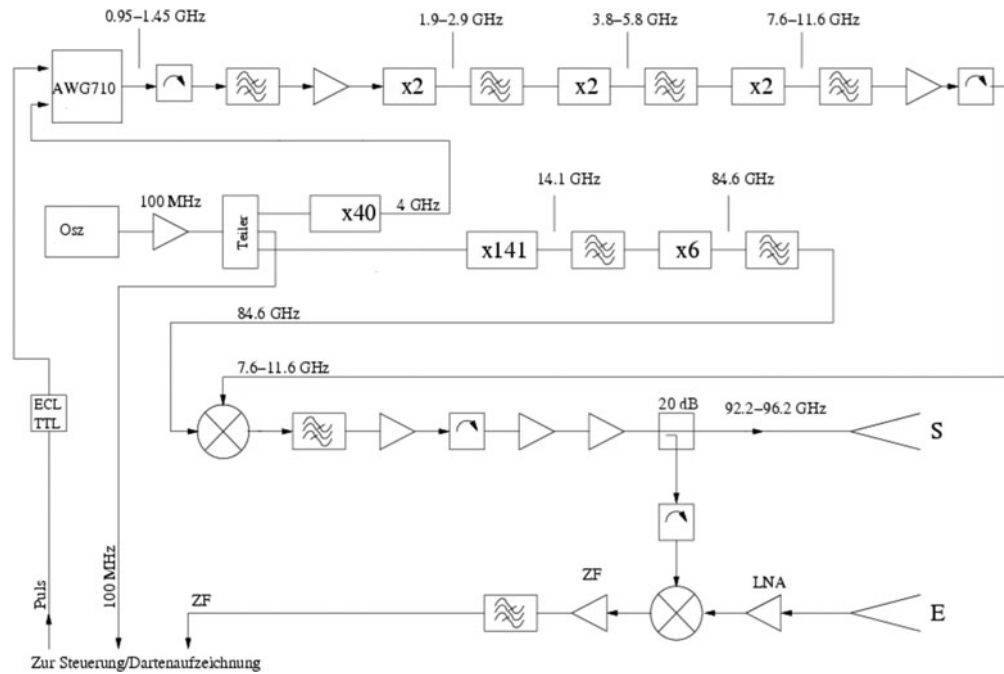 0.95–1.45 GHz
1.9–2.9 GHz
3.8–5.8 GHz
7.6–11.6 GHz
AWG710
x2
x2
x2
100 MHz
Osz
Teiler
x40
4 GHz
14.1 GHz
84.6 GHz
x141
x6
84.6 GHz
7.6–11.6 GHz
ECL
TTL
20 dB
92.2–96.2 GHz
S
Puls
100 MHz
ZF
ZF
LNA
E
Zur Steuerung/Dartenaufzeichnung